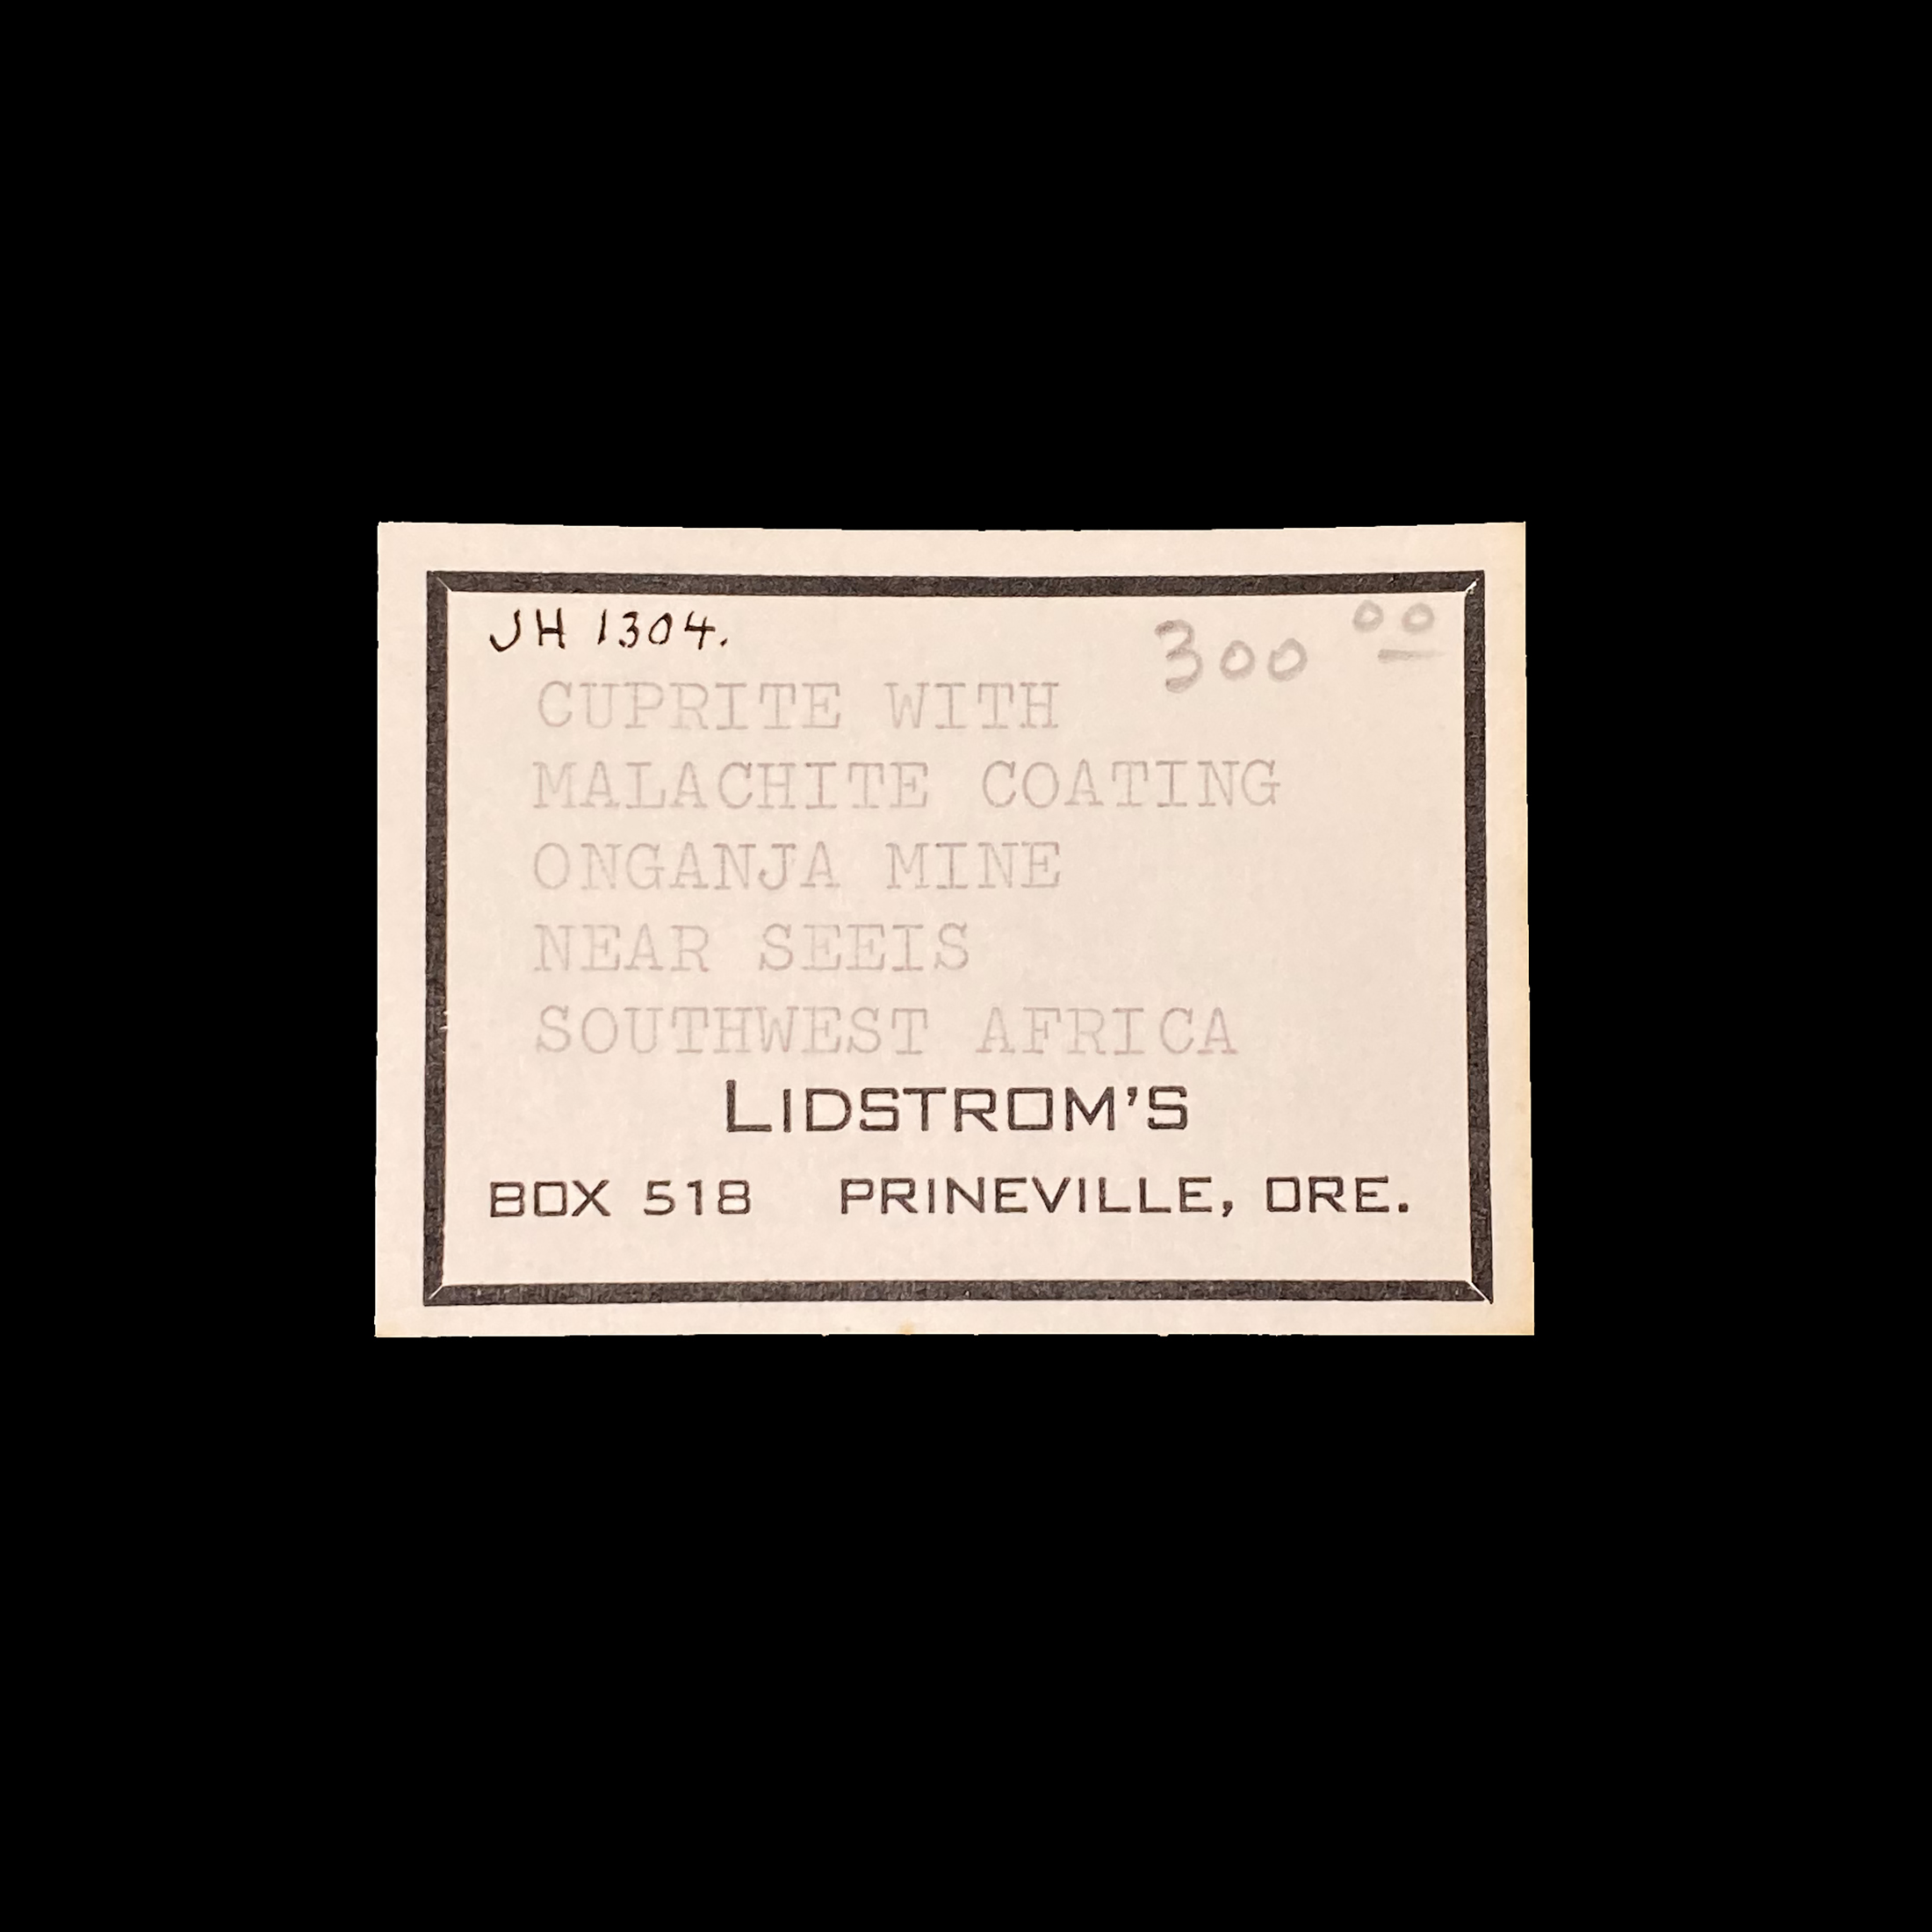 JH 1304.
300 00
CUPRITE WITH
MALACHITE COATING
ONGANJA MINE
NEAR SEEIS
SOUTHWEST AFRICA
LIDSTROM'S
BOX 518 PRINEVILLE, ORE.